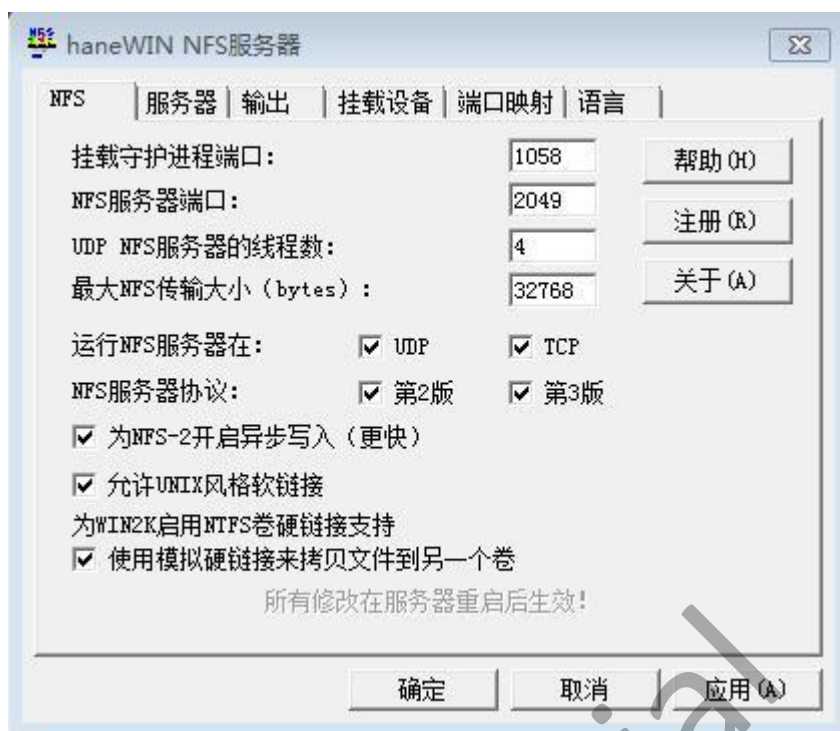 haneWIN NFS服务器
NFS 服务器 输出 挂载设备 端口映射 语言
挂载守护进程端口: 1058 帮助(H)
NFS服务器端口: 2049
注册(R)
UDP NFS服务器的线程数: 4
最大NFS传输大小（bytes）: 32768 关于(A)
运行NFS服务器在: UDP TCP
NFS服务器协议: 第2版 第3版
为NFS-2开启异步写入（更快）
允许UNIX风格软链接
为WIN2K启用NTFS卷硬链接支持
使用模拟硬链接来拷贝文件到另一个卷
所有修改在服务器重启后生效!
确定 取消 应用(A)